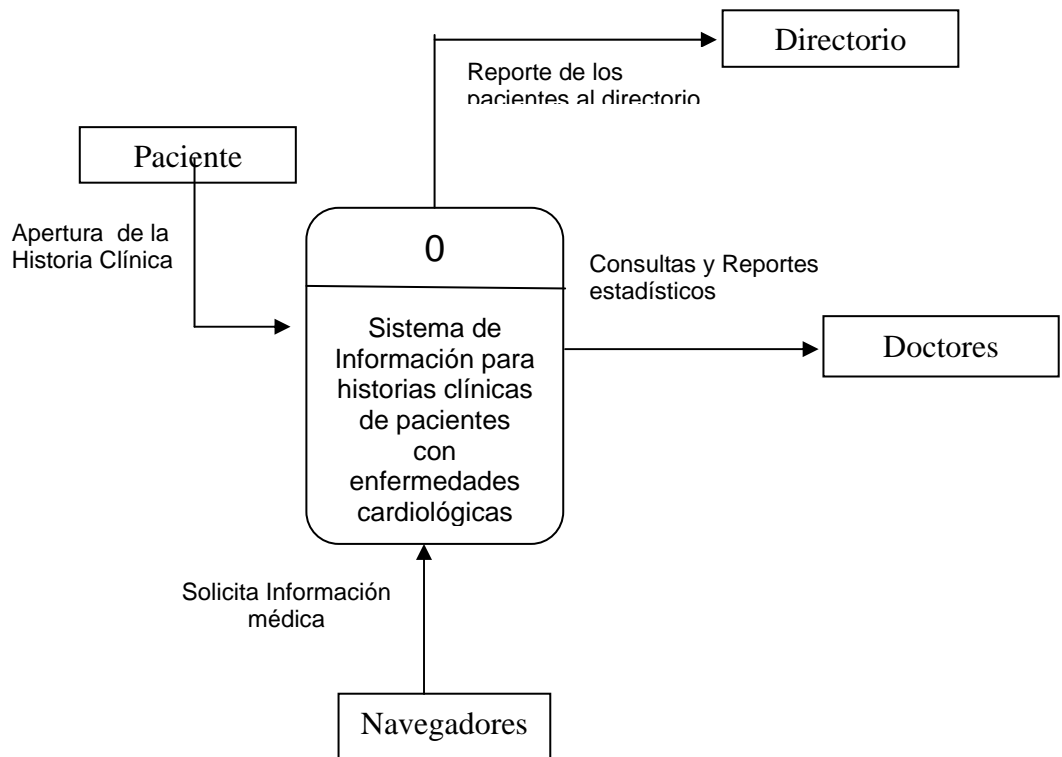 Directorio
Reporte de los
pacientes al directorio
Paciente
Apertura de la
Historia Clínica
0
Consultas y Reportes
estadísticos
Sistema de
Información para
historias clínicas
de pacientes
con
enfermedades
cardiológicas
Doctores
Solicita Información
médica
Navegadores